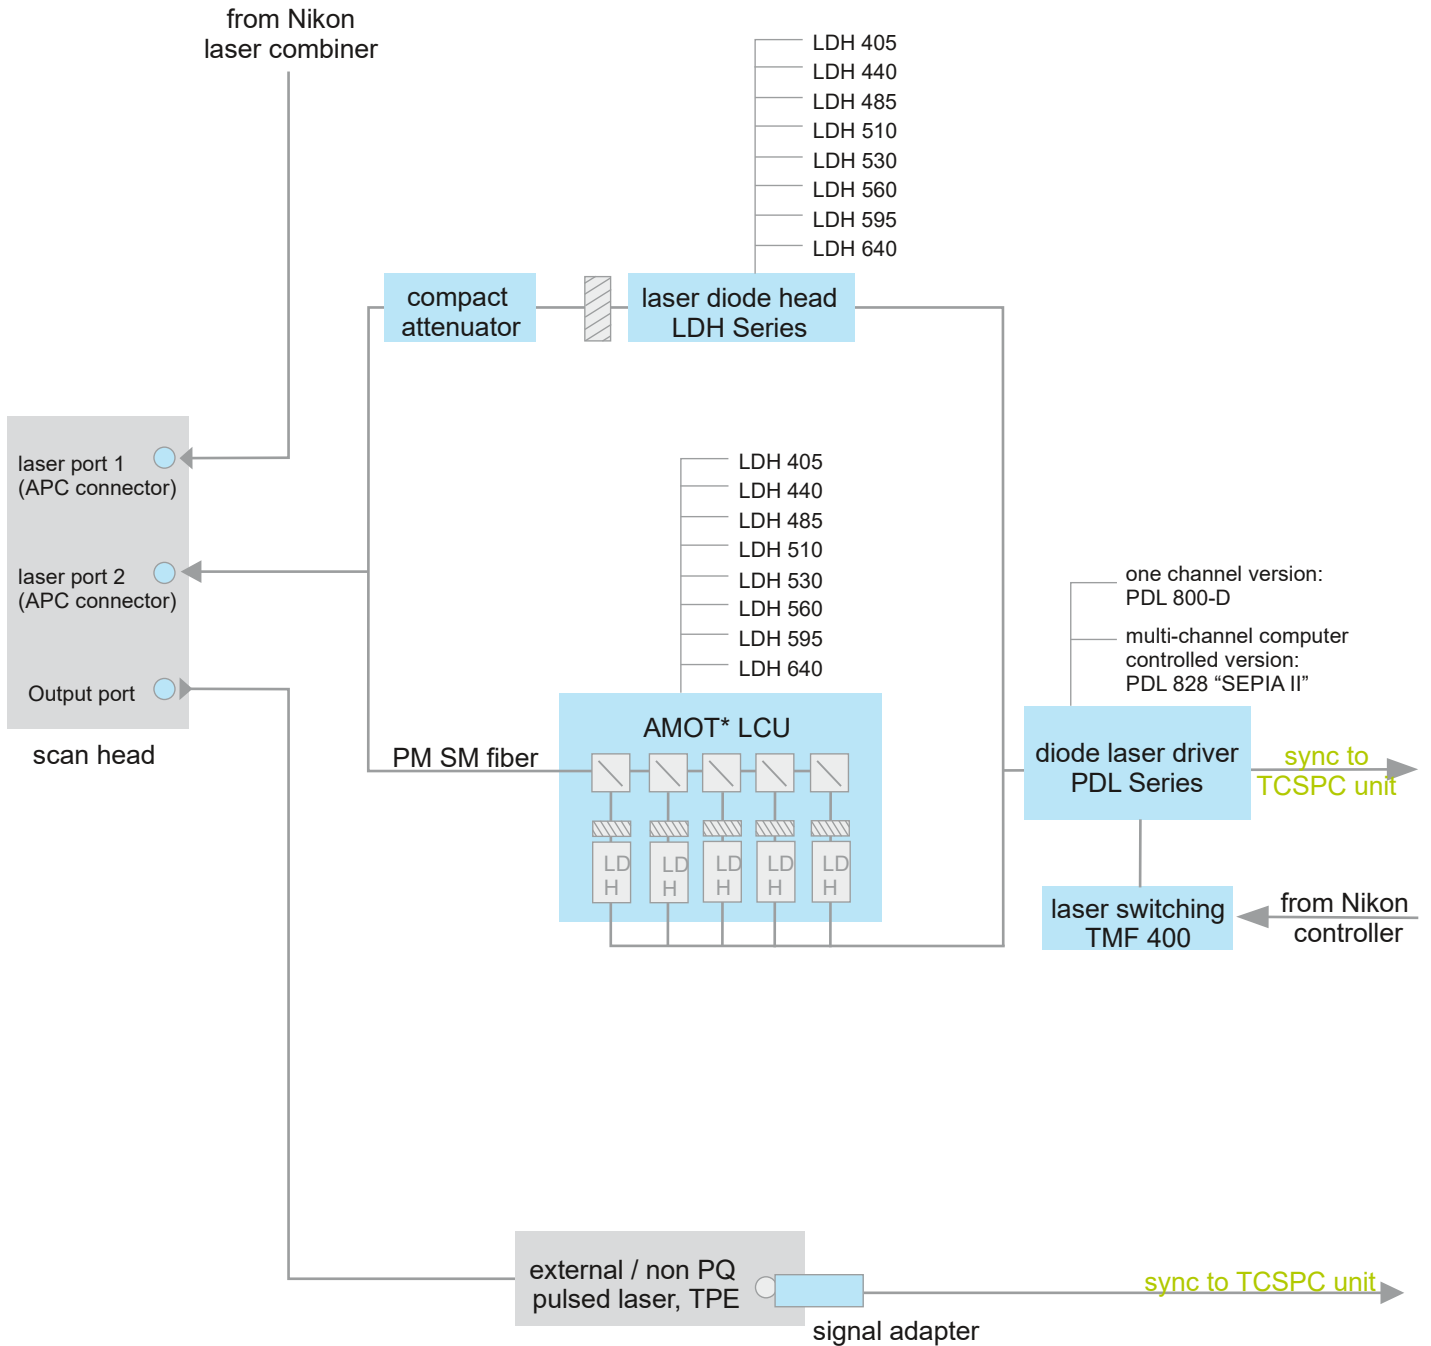 from Nikon
laser combiner
LDH 405
LDH 440
LDH 485
LDH 510
LDH 530
LDH 560
LDH 595
LDH 640
compact
attenuator
laser diode head
LDH Series
laser port 1
(APC connector)
laser port 2
(APC connector)
Output port
scan head
LDH 405
LDH 440
LDH 485
LDH 510
LDH 530
LDH 560
LDH 595
LDH 640
one channel version:
PDL 800-D
multi-channel computer
controlled version:
PDL 828 “SEPIA II”
PM SM fiber
AMOT* LCU
LD
H
LD
H
LD
H
LD
H
LD
H
diode laser driver
PDL Series
sync to
TCSPC unit
laser switching
TMF 400
from Nikon
controller
external / non PQ
pulsed laser, TPE
signal adapter
sync to TCSPC unit